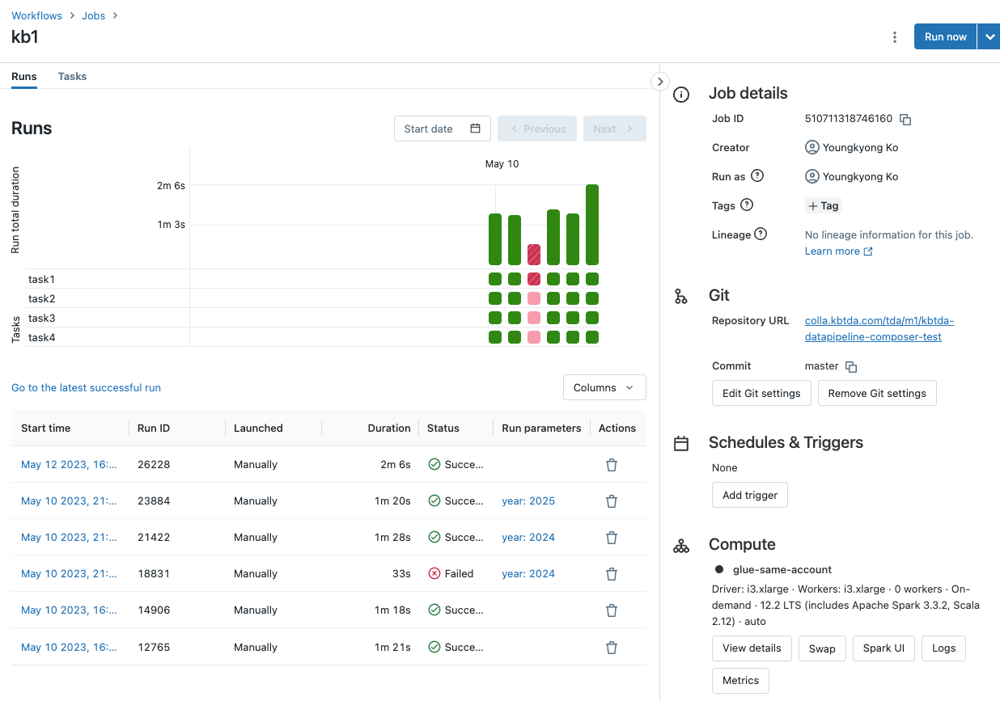 Workflows > Jobs >
kb1
Run now
Runs Tasks
Runs
Start date
Previous
Next
May 10
Run total duration
2m 6s
1m 3s
Tasks
task1
task2
task3
task4
Go to the latest successful run
Columns
Start time Run ID Launched Duration Status Run parameters Actions
May 12 2023, 16:... 26228 Manually 2m 6s Succe...
May 10 2023, 21:... 23884 Manually 1m 20s Succe... year: 2025
May 10 2023, 21:... 21422 Manually 1m 28s Succe... year: 2024
May 10 2023, 21:... 18831 Manually 33s Failed year: 2024
May 10 2023, 16:... 14906 Manually 1m 18s Succe...
May 10 2023, 16:... 12765 Manually 1m 21s Succe...
Job details
Job ID 510711318746160
Creator Youngkyong Ko
Run as Youngkyong Ko
Tags + Tag
Lineage No lineage information for this job.
Learn more
Git
Repository URL colla.kbtda.com/tda/m1/kbtda-
datapipeline-composer-test
Commit master
Edit Git settings Remove Git settings
Schedules & Triggers
None
Add trigger
Compute
glue-same-account
Driver: i3.xlarge · Workers: i3.xlarge · 0 workers · On-
demand · 12.2 LTS (includes Apache Spark 3.3.2, Scala
2.12) · auto
View details Swap Spark UI Logs
Metrics